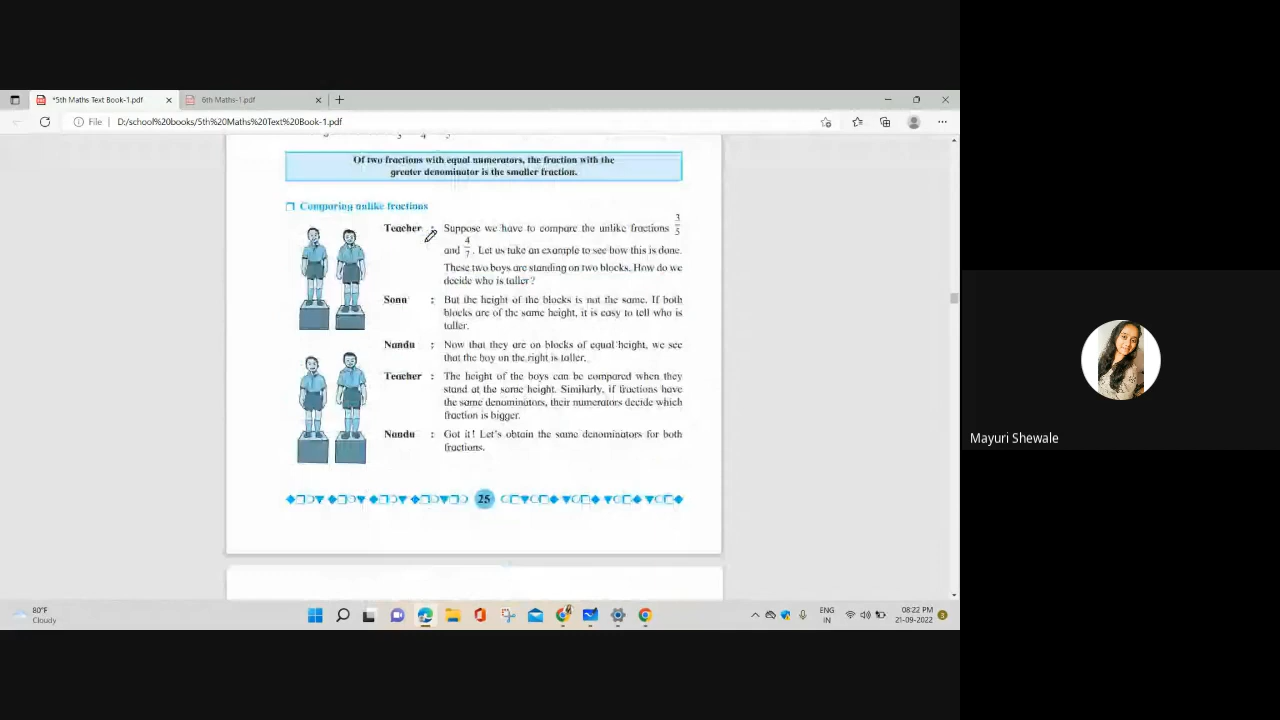 *5th Maths Text Book-1.pdf
6th Maths-1.pdf
File
D:/school%20books/5th%20Maths%20Text%20Book-1.pdf
Of two fractions with equal numerators, the fraction with the
greater denominator is the smaller fraction.
Comparing unlike fractions
Teacher : Suppose we have to compare the unlike fractions 3/5
and 4/7. Let us take an example to see how this is done.
These two boys are standing on two blocks. How do we
decide who is taller?
Sonu : But the height of the blocks is not the same. If both
blocks are of the same height, it is easy to tell who is
taller.
Nandu : Now that they are on blocks of equal height, we see
that the boy on the right is taller.
Teacher : The height of the boys can be compared when they
stand at the same height. Similarly, if fractions have
the same denominators, their numerators decide which
fraction is bigger.
Nandu : Got it! Let's obtain the same denominators for both
fractions.
25
Mayuri Shewale
80°F
Cloudy
ENG
IN
08:22 PM
21-09-2022
3